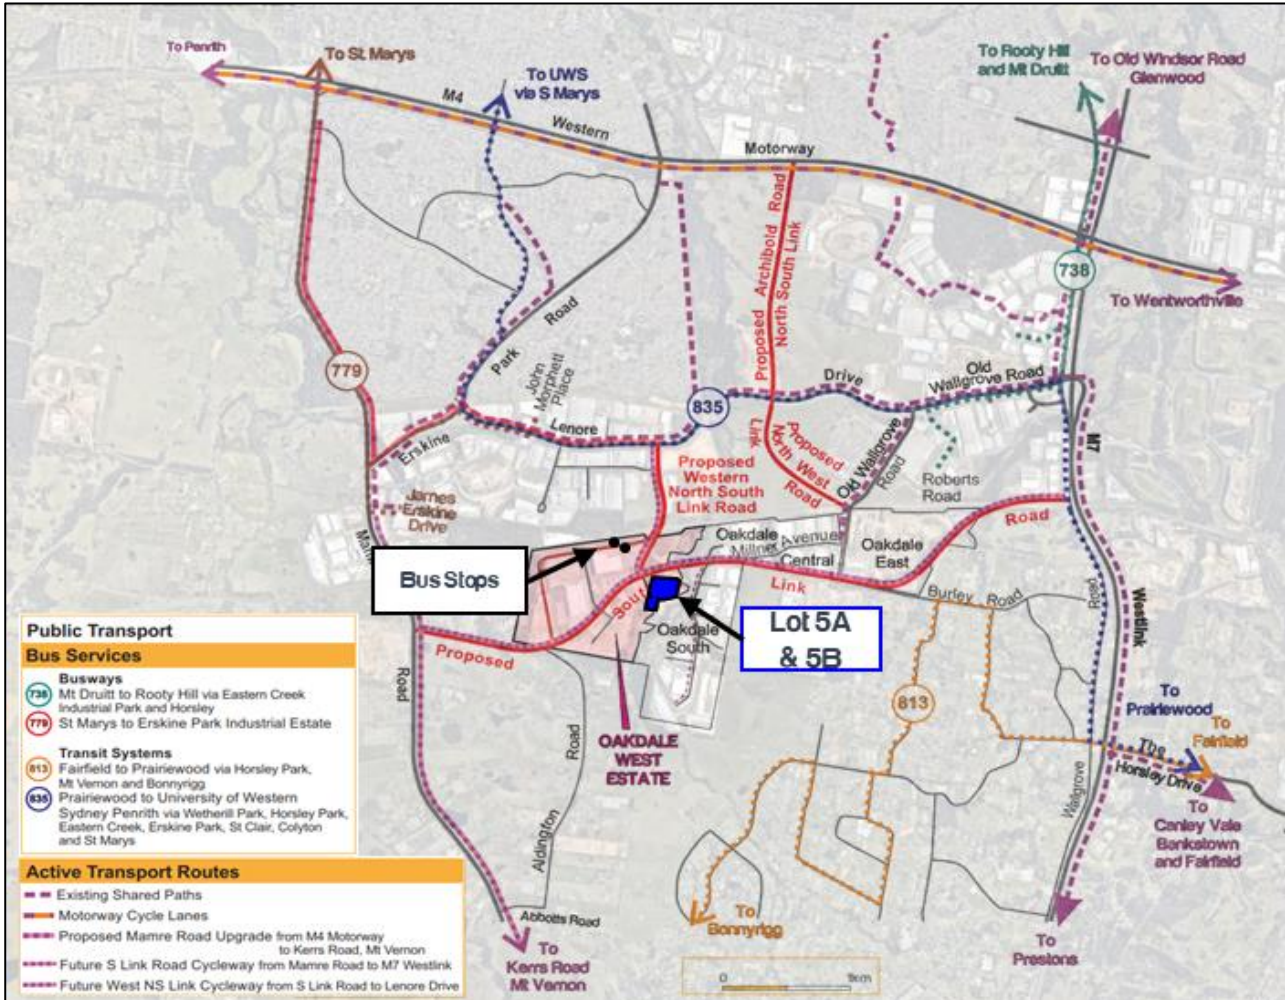 To Penrith
To St Marys
To UWS
via S Marys
To Rooty Hill
and Mt Druitt
To Old Windsor Road
Glenwood
M4
Western
Motorway
738
To Wentworthville
Proposed Archibold Road
North South Link
779
Park
Road
John
Morphett
Place
835
Drive
Old
Wallgrove Road
Erskine
Lenore
Link
Proposed
North West
Road
Old Wallgrove
Road
M7
Proposed
Western
North South
Link Road
Roberts
Road
James
Erskine
Drive
Oakdale
Millner Avenue
Central
Oakdale
East
Road
Bus Stops
Link
Burley Road
Road
Westlink
Lot 5A
& 5B
Oakdale
South
Proposed
Road
813
To
Prairiewood
To
Fairfield
The
Horsley Drive
OAKDALE
WEST
ESTATE
Road
Aldington
Wallgrove
To
Canley Vale
Bankstown
and Fairfield
Abbotts Road
To
Kerrs Road
Mt Vernon
To
Bonnyrigg
To
Prestons
0
1km
Public Transport
Bus Services
Busways
738
Mt Druitt to Rooty Hill via Eastern Creek
Industrial Park and Horsley
779
St Marys to Erskine Park Industrial Estate
Transit Systems
813
Fairfield to Prairiewood via Horsley Park,
Mt Vernon and Bonnyrigg
835
Prairiewood to University of Western
Sydney Penrith via Wetherill Park, Horsley Park,
Eastern Creek, Erskine Park, St Clair, Colyton
and St Marys
Active Transport Routes
Existing Shared Paths
Motorway Cycle Lanes
Proposed Mamre Road Upgrade from M4 Motorway
to Kerrs Road, Mt Vernon
Future S Link Road Cycleway from Mamre Road to M7 Westlink
Future West NS Link Cycleway from S Link Road to Lenore Drive